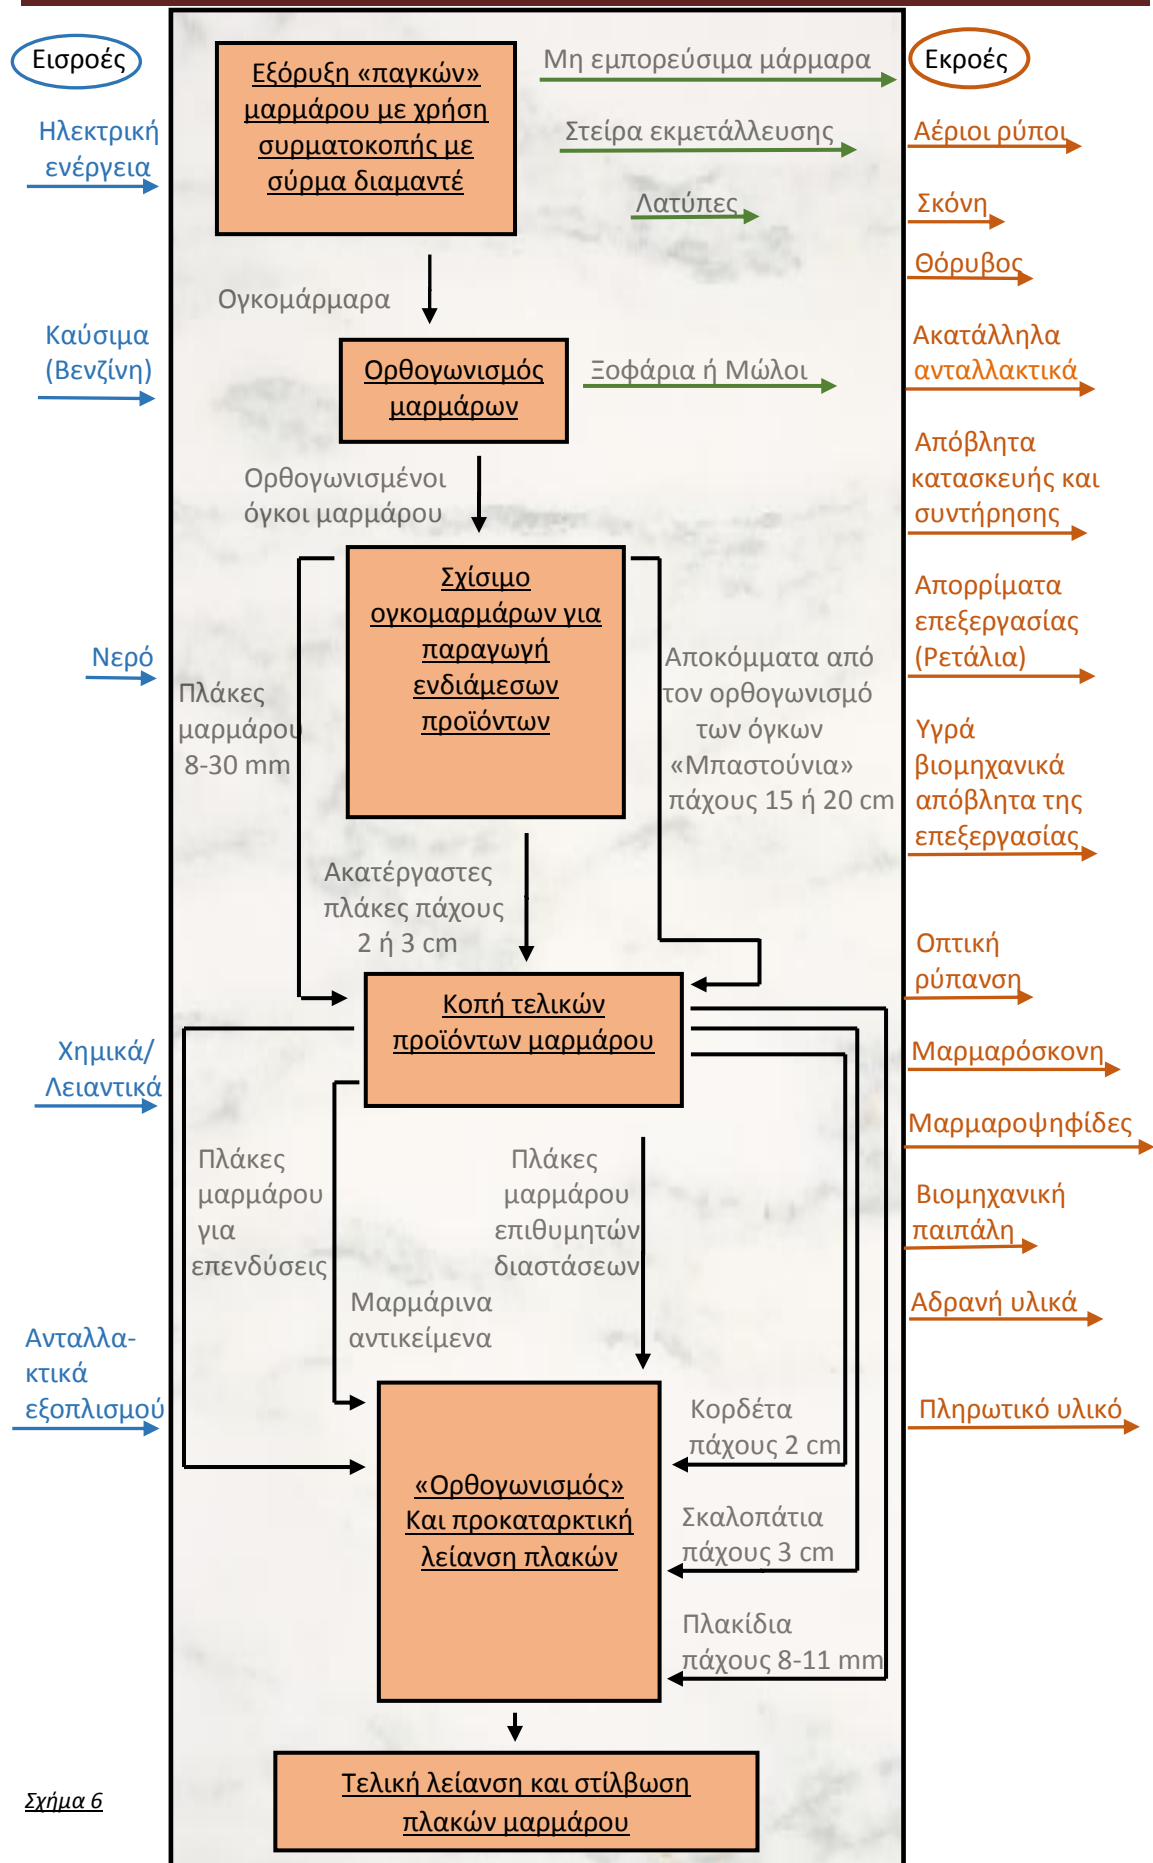 Εισροές
Ηλεκτρική
ενέργεια
Καύσιμα
(Βενζίνη)
Νερό
Χημικά/
Λειαντικά
Ανταλλα-
κτικά
εξοπλισμού
Σχήμα 6
Εξόρυξη «παγκών»
μαρμάρου με χρήση
συρματοκοπής με
σύρμα διαμαντέ
Μη εμπορεύσιμα μάρμαρα
Στείρα εκμετάλλευσης
Λατύπες
Ογκομάρμαρα
Ορθογωνισμός
μαρμάρων
Ξοφάρια ή Μώλοι
Ορθογωνισμένοι
όγκοι μαρμάρου
Σχίσιμο
ογκομαρμάρων για
παραγωγή
ενδιάμεσων
προϊόντων
Πλάκες
μαρμάρου
8-30 mm
Αποκόμματα από
τον ορθογωνισμό
των όγκων
«Μπαστούνια»
πάχους 15 ή 20 cm
Ακατέργαστες
πλάκες πάχους
2 ή 3 cm
Κοπή τελικών
προϊόντων μαρμάρου
Πλάκες
μαρμάρου
για
επενδύσεις
Πλάκες
μαρμάρου
επιθυμητών
διαστάσεων
Μαρμάρινα
αντικείμενα
Κορδέτα
πάχους 2 cm
Σκαλοπάτια
πάχους 3 cm
Πλακίδια
πάχους 8-11 mm
«Ορθογωνισμός»
Και προκαταρκτική
λείανση πλακών
Τελική λείανση και στίλβωση
πλακών μαρμάρου
Εκροές
Αέριοι ρύποι
Σκόνη
Θόρυβος
Ακατάλληλα
ανταλλακτικά
Απόβλητα
κατασκευής και
συντήρησης
Απορρίματα
επεξεργασίας
(Ρετάλια)
Υγρά
βιομηχανικά
απόβλητα της
επεξεργασίας
Οπτική
ρύπανση
Μαρμαρόσκονη
Μαρμαροψηφίδες
Βιομηχανική
παιπάλη
Αδρανή υλικά
Πληρωτικό υλικό